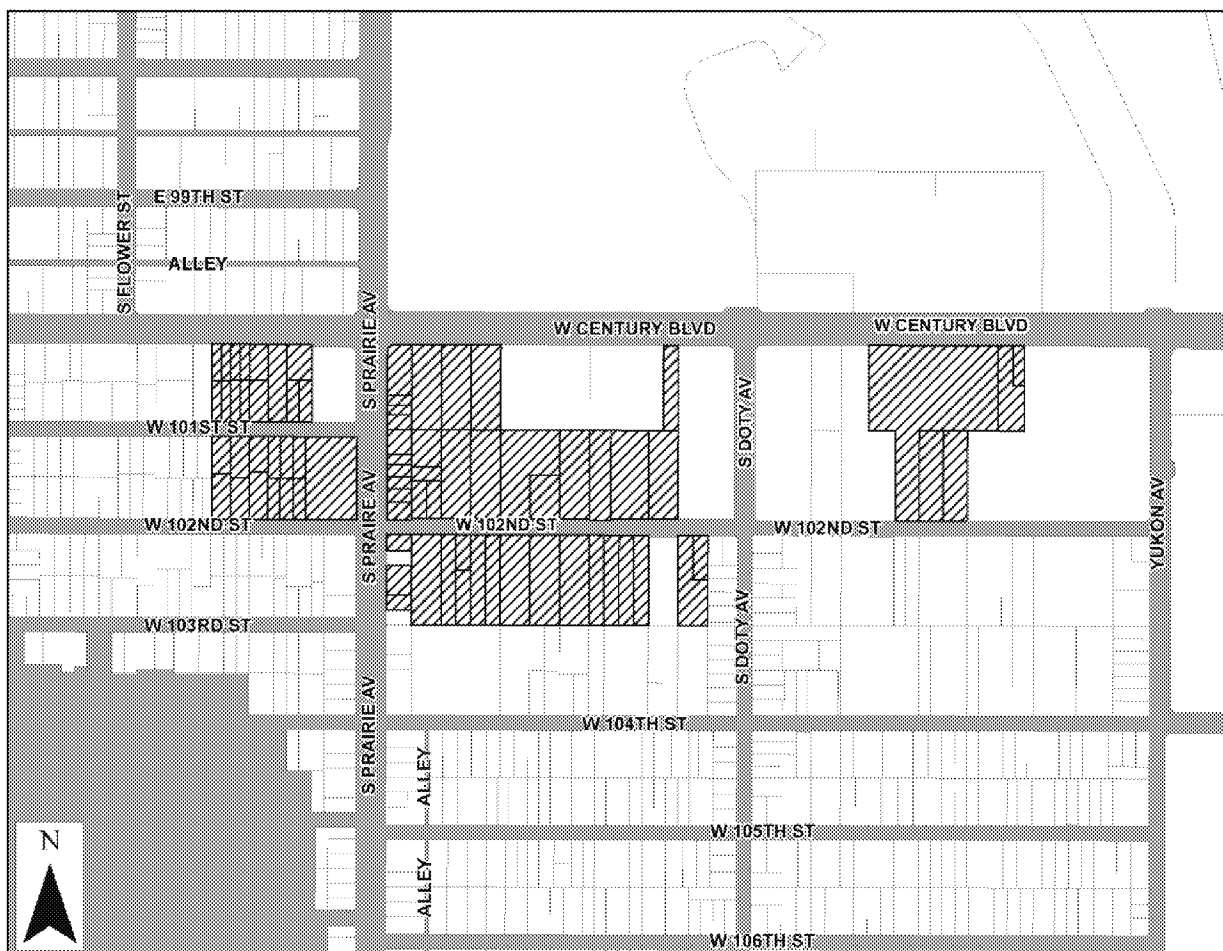 S FLOWER ST
E 99TH ST
ALLEY
S PRAIRIE AV
W CENTURY BLVD
W CENTURY BLVD
W 101ST ST
S DOTY AV
W 102ND ST
S PRAIRE AV
W 102ND ST
W 102ND ST
YUKON AV
W 103RD ST
S DOTY AV
S PRAIRIE AV
W 104TH ST
ALLEY
W 105TH ST
N
ALLEY
W 106TH ST